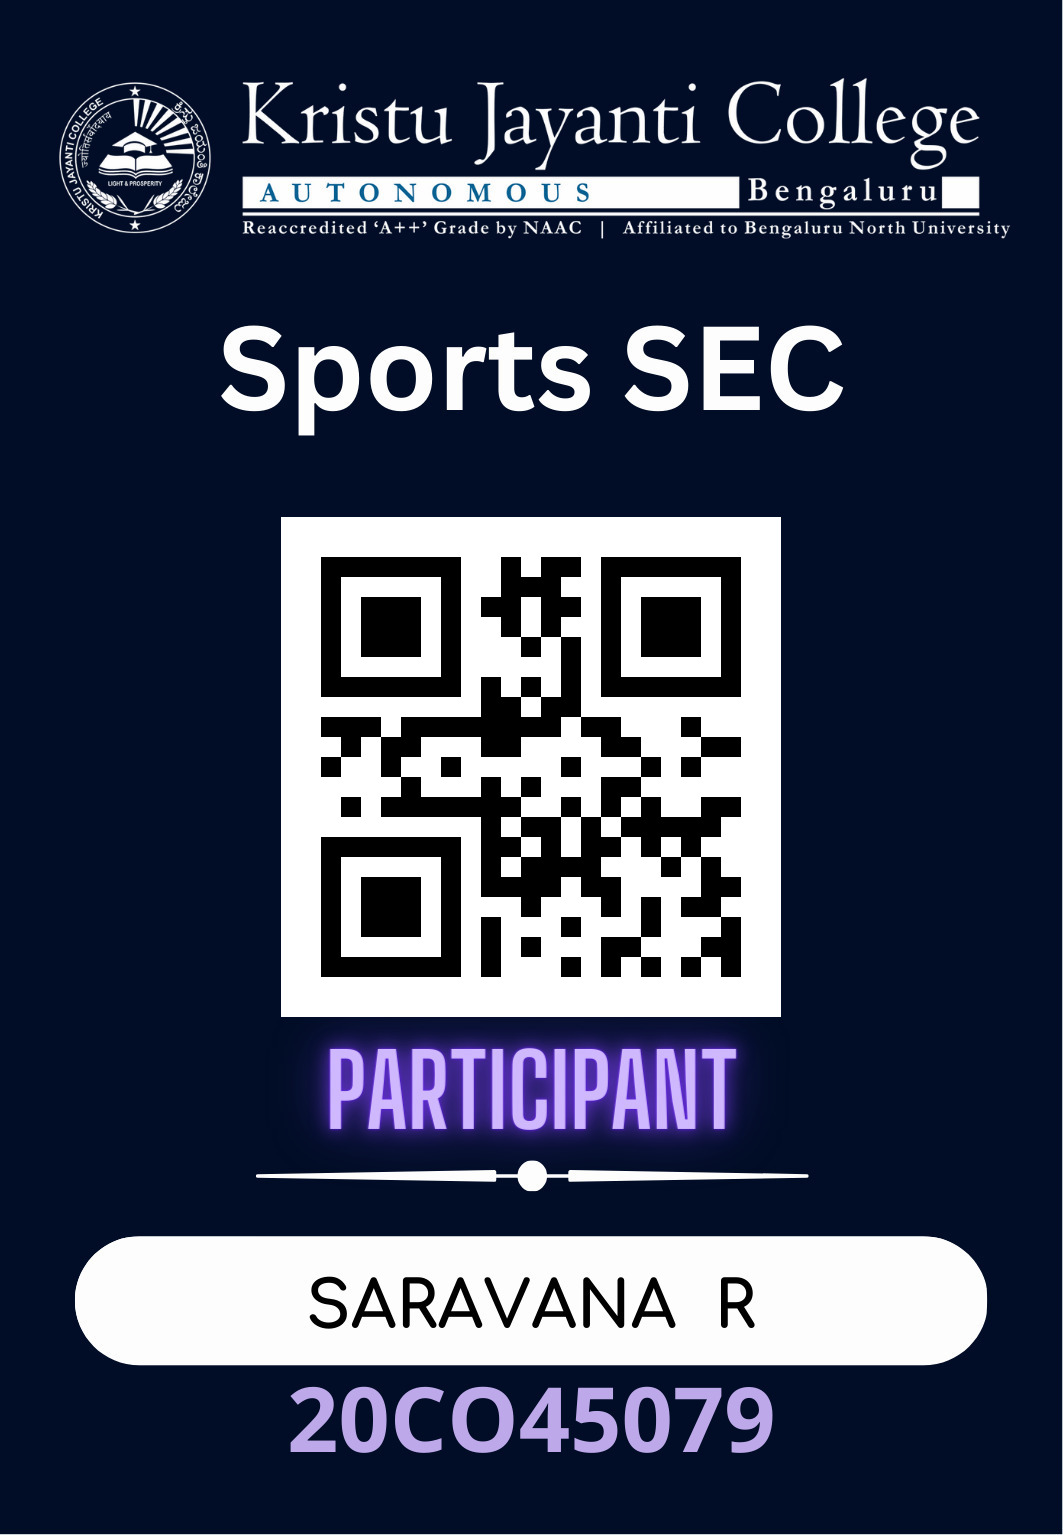 KRISTU JAYANTI COLLEGE
ಕ್ರಿಸ್ತು ಜಯಂತಿ ಕಾಲೇಜು
LIGHT & PROSPERITY
Kristu Jayanti College
AUTONOMOUS Bengaluru
Reaccredited ‘A++’ Grade by NAAC | Affiliated to Bengaluru North University
Sports SEC
PARTICIPANT
SARAVANA R
20CO45079